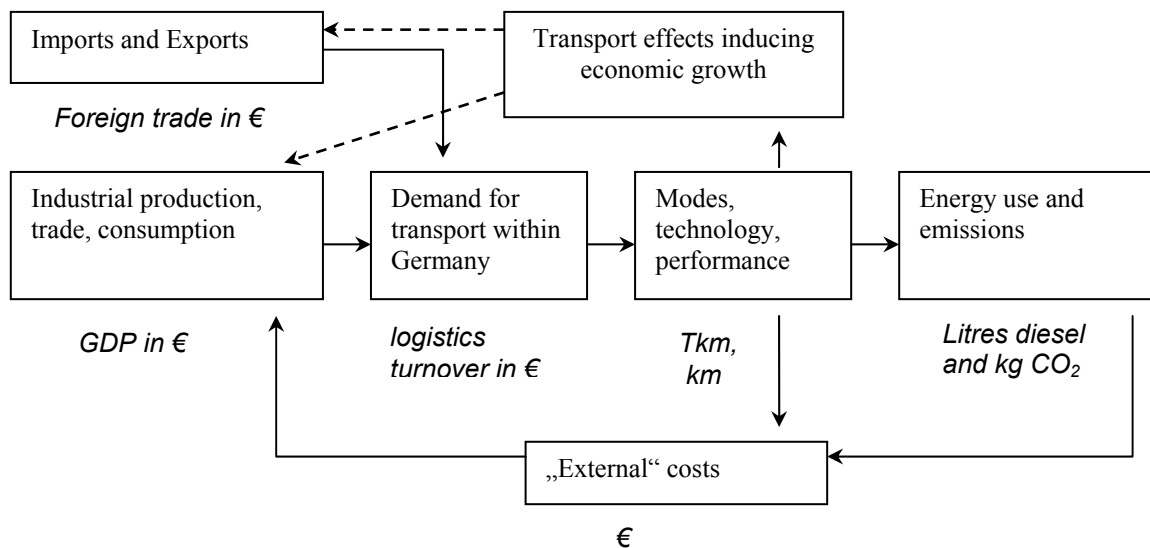 Imports and Exports
Transport effects inducing
economic growth
Foreign trade in €
Industrial production,
trade, consumption
Demand for
transport within
Germany
Modes,
technology,
performance
Energy use and
emissions
GDP in €
logistics
turnover in €
Tkm,
km
Litres diesel
and kg CO₂
„External“ costs
€